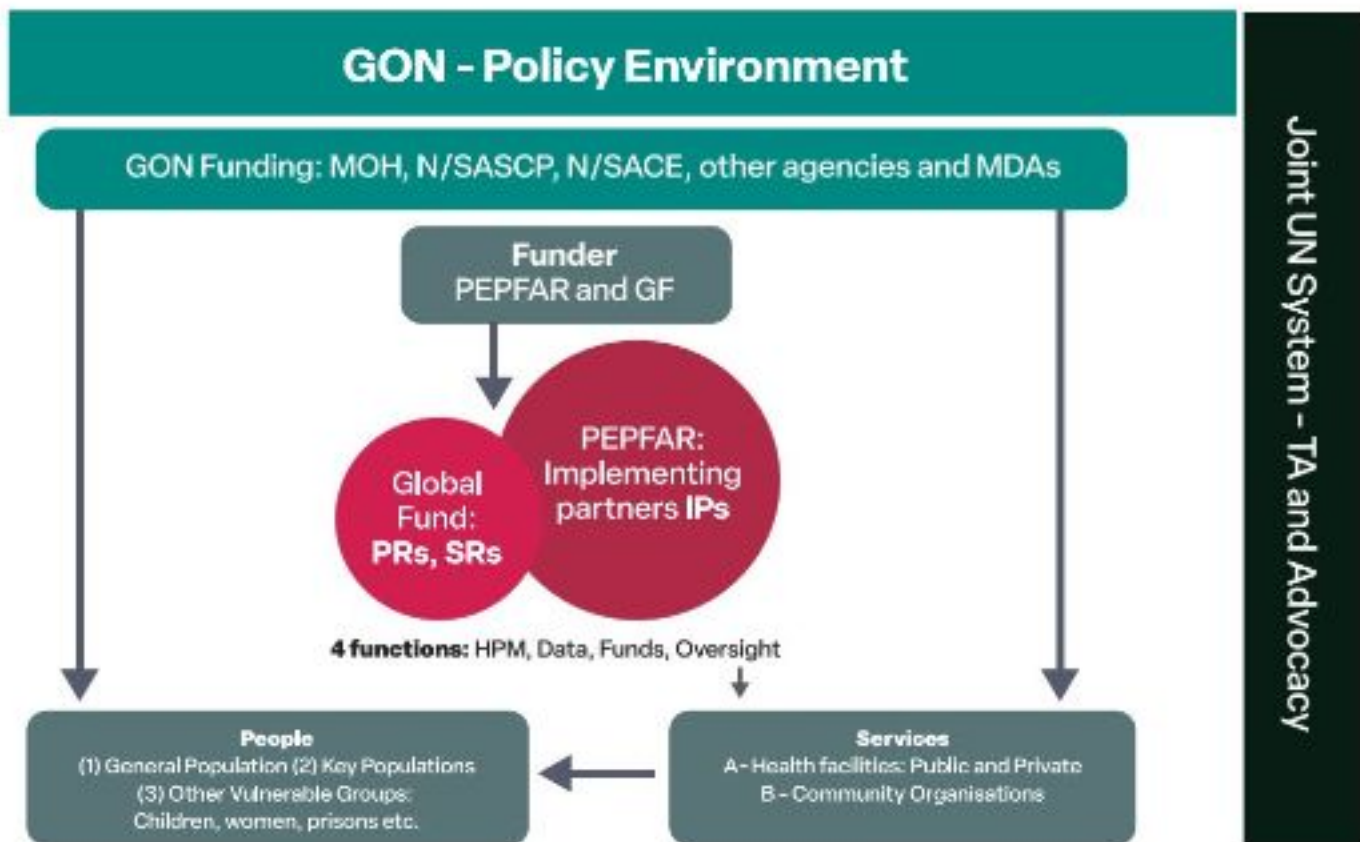 GON - Policy Environment
GON Funding: MOH, N/SASCP, N/SACE, other agencies and MDAs
Funder
PEPFAR and GF
PEPFAR:
Implementing
partners IPs
Global
Fund:
PRs, SRs
4 functions: HPM, Data, Funds, Oversight
People
(1) General Population (2) Key Populations
(3) Other Vulnerable Groups:
Children, women, prisons etc.
Services
A- Health facilities: Public and Private
B - Community Organisations
Joint UN System - TA and Advocacy